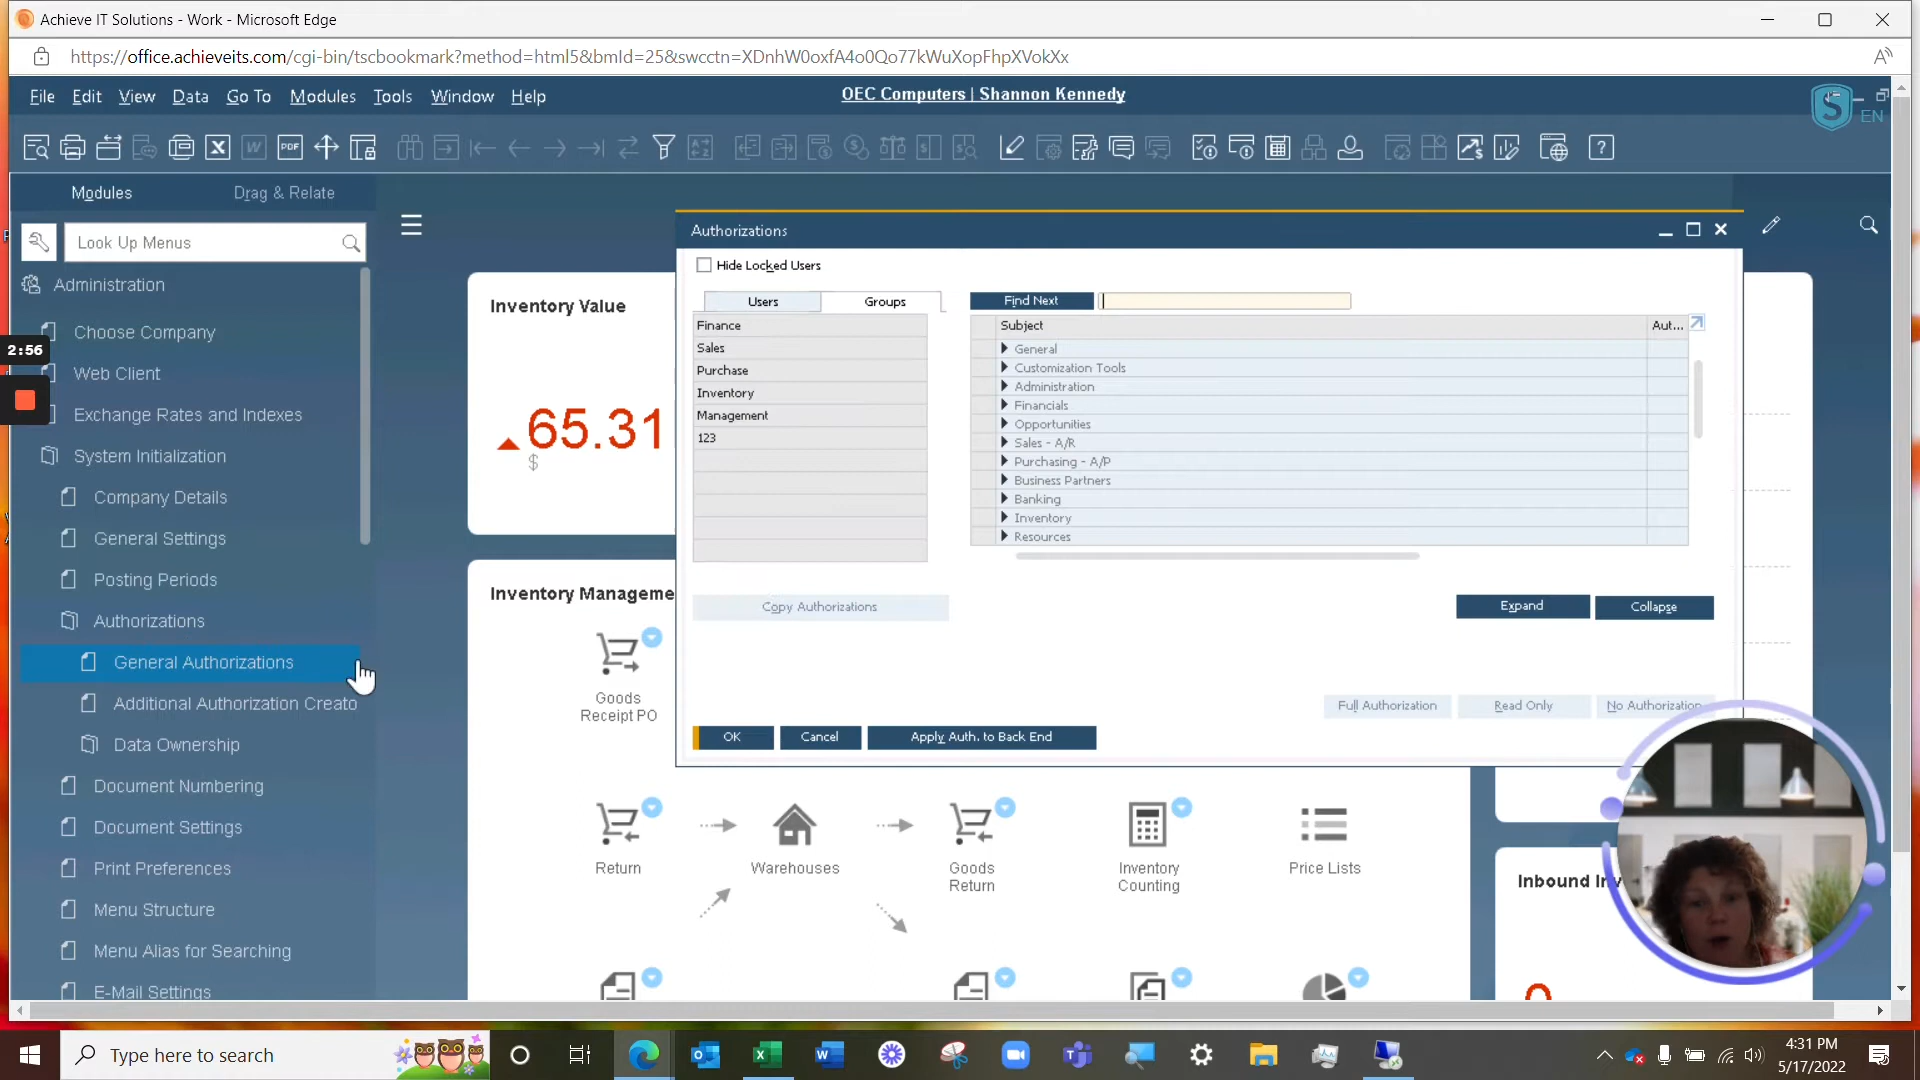 Achieve IT Solutions - Work - Microsoft Edge
https://office.achieveits.com/cgi-bin/tscbookmark?method=html5&bmId=25&swcctn=XDnhW0oxfA4o0Qo77kWuXopFhpXVokXx
File Edit View Data Go To Modules Tools Window Help
OEC Computers | Shannon Kennedy
EN
Modules
Drag & Relate
Look Up Menus
Administration
Choose Company
2:56
Web Client
Exchange Rates and Indexes
System Initialization
Company Details
General Settings
Posting Periods
Authorizations
General Authorizations
Additional Authorization Creato
Data Ownership
Document Numbering
Document Settings
Print Preferences
Menu Structure
Menu Alias for Searching
E-Mail Settings
Inventory Value
65.31
$
Inventory Manageme
Goods
Receipt PO
Return
Warehouses
Goods
Return
Inventory
Counting
Price Lists
Inbound Inv
Authorizations
Hide Locked Users
Users
Groups
Finance
Sales
Purchase
Inventory
Management
123
Find Next
Subject
Aut...
General
Customization Tools
Administration
Financials
Opportunities
Sales - A/R
Purchasing - A/P
Business Partners
Banking
Inventory
Resources
Copy Authorizations
Expand
Collapse
Full Authorization
Read Only
No Authorization
OK
Cancel
Apply Auth. to Back End
Type here to search
4:31 PM
5/17/2022